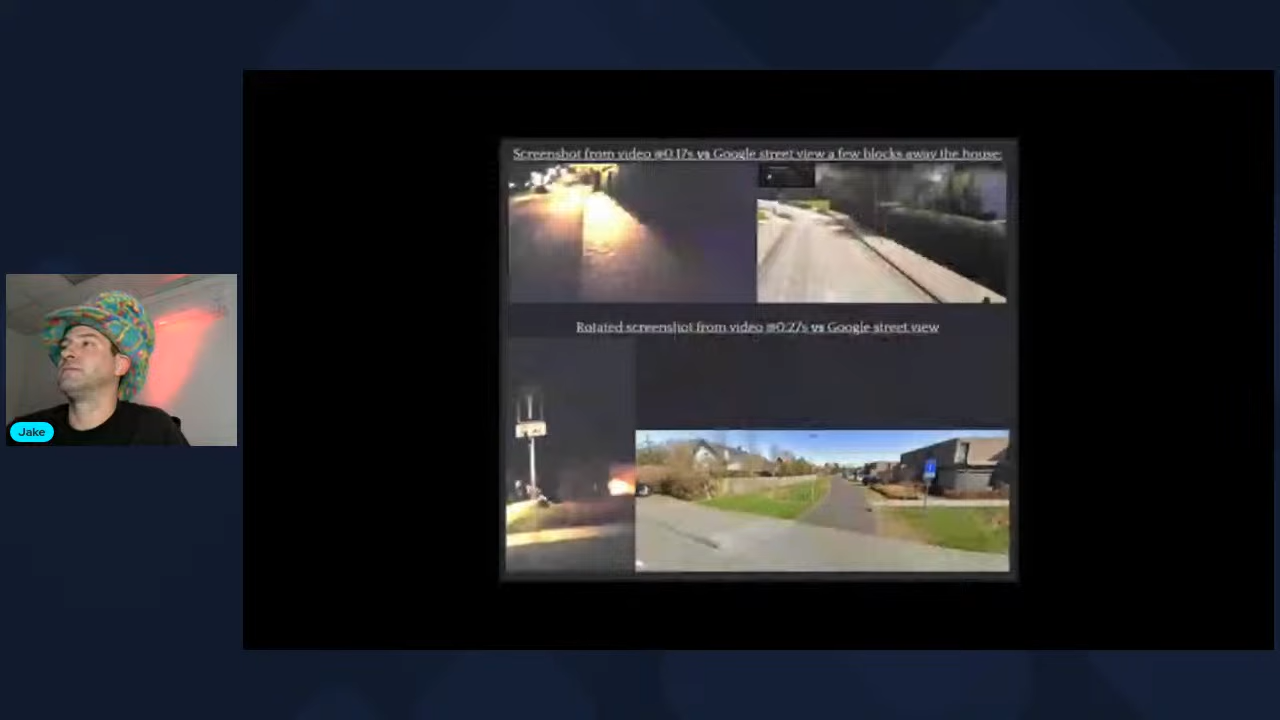 Screenshot from video @0.17s vs Google street view a few blocks away the house:
Rotated screenshot from video @0:27s vs Google street view
Jake